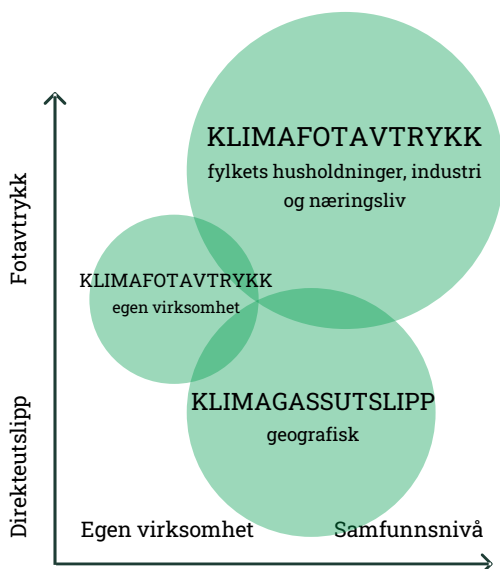 KLIMAFOTAVTRYKK
fylkets husholdninger, industri
og næringsliv
Fotavtrykk
KLIMAFOTAVTRYKK
egen virksomhet
KLIMAGASSUTSLIPP
geografisk
Direkteutslipp
Egen virksomhet
Samfunnsnivå